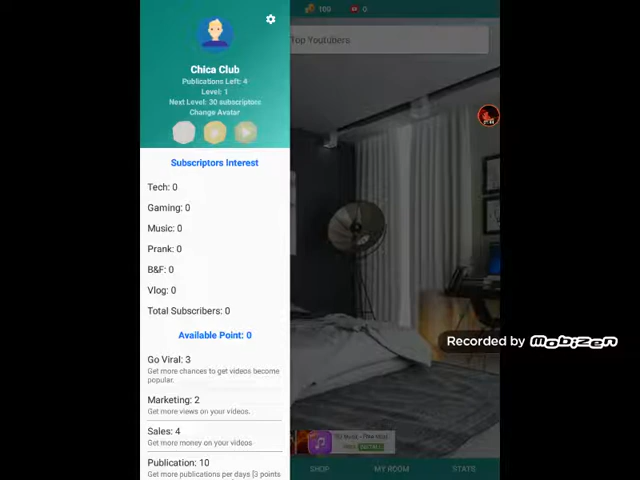 100 0
Top Youtubers
Chica Club
Publications Left: 4
Level: 1
Next Level: 30 subscriptors
Change Avatar
Subscriptors Interest
Tech: 0
Gaming: 0
Music: 0
Prank: 0
B&F: 0
Vlog: 0
Total Subscribers: 0
Available Point: 0
Go Viral: 3
Get more chances to get videos become
popular.
Marketing: 2
Get more views on your videos.
Sales: 4
Get more money on your videos
Publication: 10
Get more publications per days [3 points
Recorded by Mobizen
SHOP MY ROOM STATS